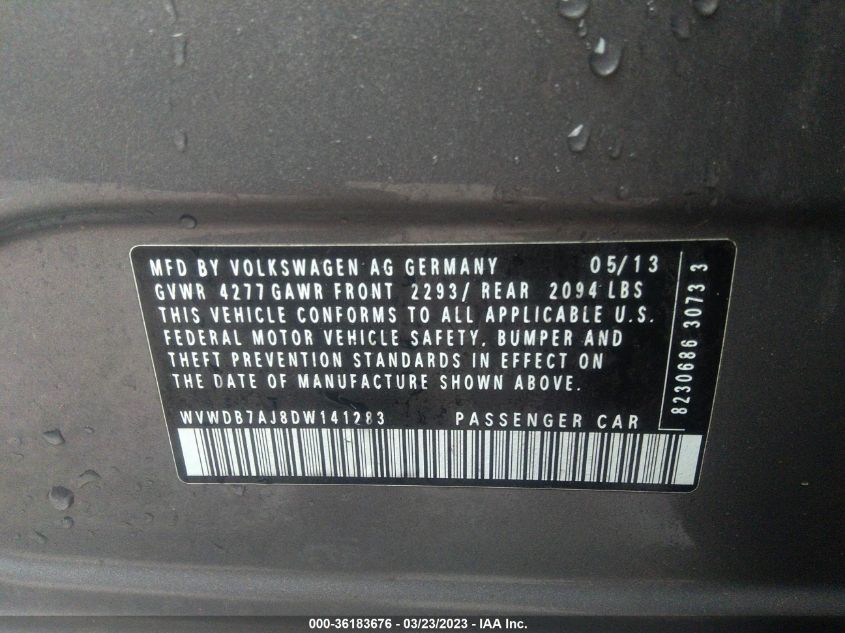 MFD BY VOLKSWAGEN AG GERMANY 05/13
GVWR 4277 GAWR FRONT 2293/ REAR 2094 LBS
THIS VEHICLE CONFORMS TO ALL APPLICABLE U.S.
FEDERAL MOTOR VEHICLE SAFETY, BUMPER AND
THEFT PREVENTION STANDARDS IN EFFECT ON
THE DATE OF MANUFACTURE SHOWN ABOVE.
WVWDB7AJ8DW141283 PASSENGER CAR
8230686 3073 3
000-36183676 - 03/23/2023 - IAA Inc.